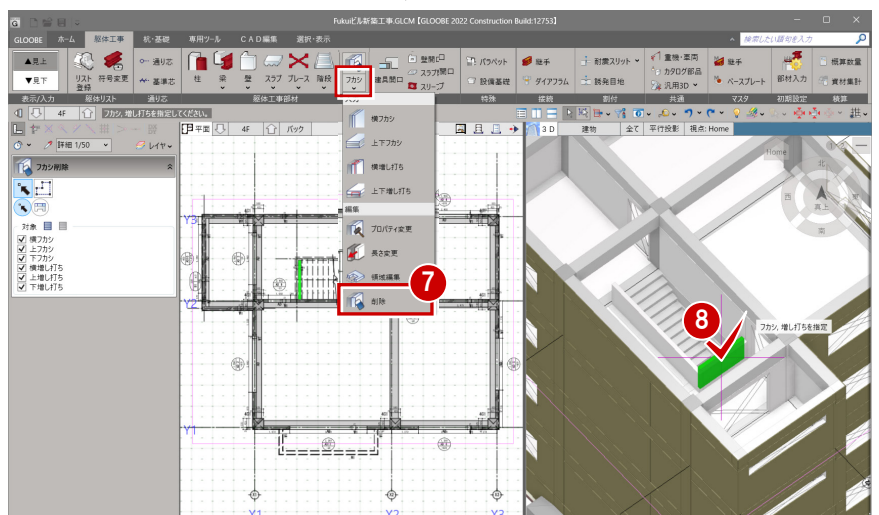 G
Fukuiビル新築工事.GLCM【GLOOBE 2022 Construction Build:12753】
GLOOBE ホーム 躯体工事 杭・基礎 専用ツール CAD編集 選択・表示 検索したい語句を入力
▲見上
▼見下
リスト登録 符号変更
通り芯
基準芯
柱 梁 壁 スラブ ブレース 階段 フカシ
建具開口
壁開口
スラブ開口
スリーブ
パラペット
設備基礎
継手
ダイアフラム
耐震スリット
誘発目地
重機・車両
カタログ部品
汎用3D
継手
ベースプレート
部材入力
概算数量
資材集計
表示/入力 躯体リスト 通り芯 躯体工事部材 特殊 接続 割付 共通 マスタ 初期設定 積算
4F フカシ, 増し打ちを指定してください。
詳細 1/50 レイヤ
フカシ削除
対象
横フカシ
上フカシ
下フカシ
横増し打ち
上増し打ち
下増し打ち
平面 4F パック
横フカシ
上下フカシ
横増し打ち
上下増し打ち
編集
プロパティ変更
長さ変更
領域編集
削除
7
3D 建物 全て 平行投影 視点: Home
Home
北
西
真上
東
南
8
フカシ, 増し打ちを指定
Y3
Y2
Y1
X1
X2
X3